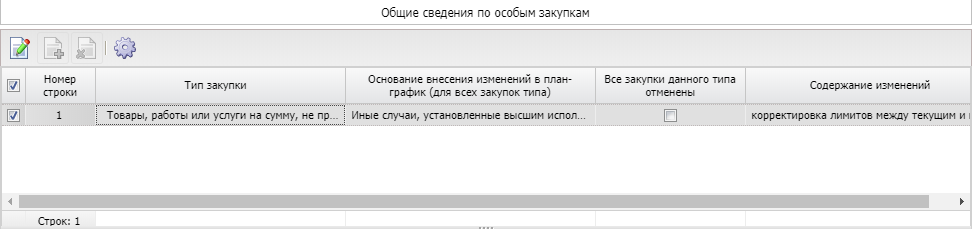 Общие сведения по особым закупкам
Номер строки
Тип закупки
Основание внесения изменений в план-график (для всех закупок типа)
Все закупки данного типа отменены
Содержание изменений
1
Товары, работы или услуги на сумму, не пр...
Иные случаи, установленные высшим испол...
корректировка лимитов между текущим и
Строк: 1